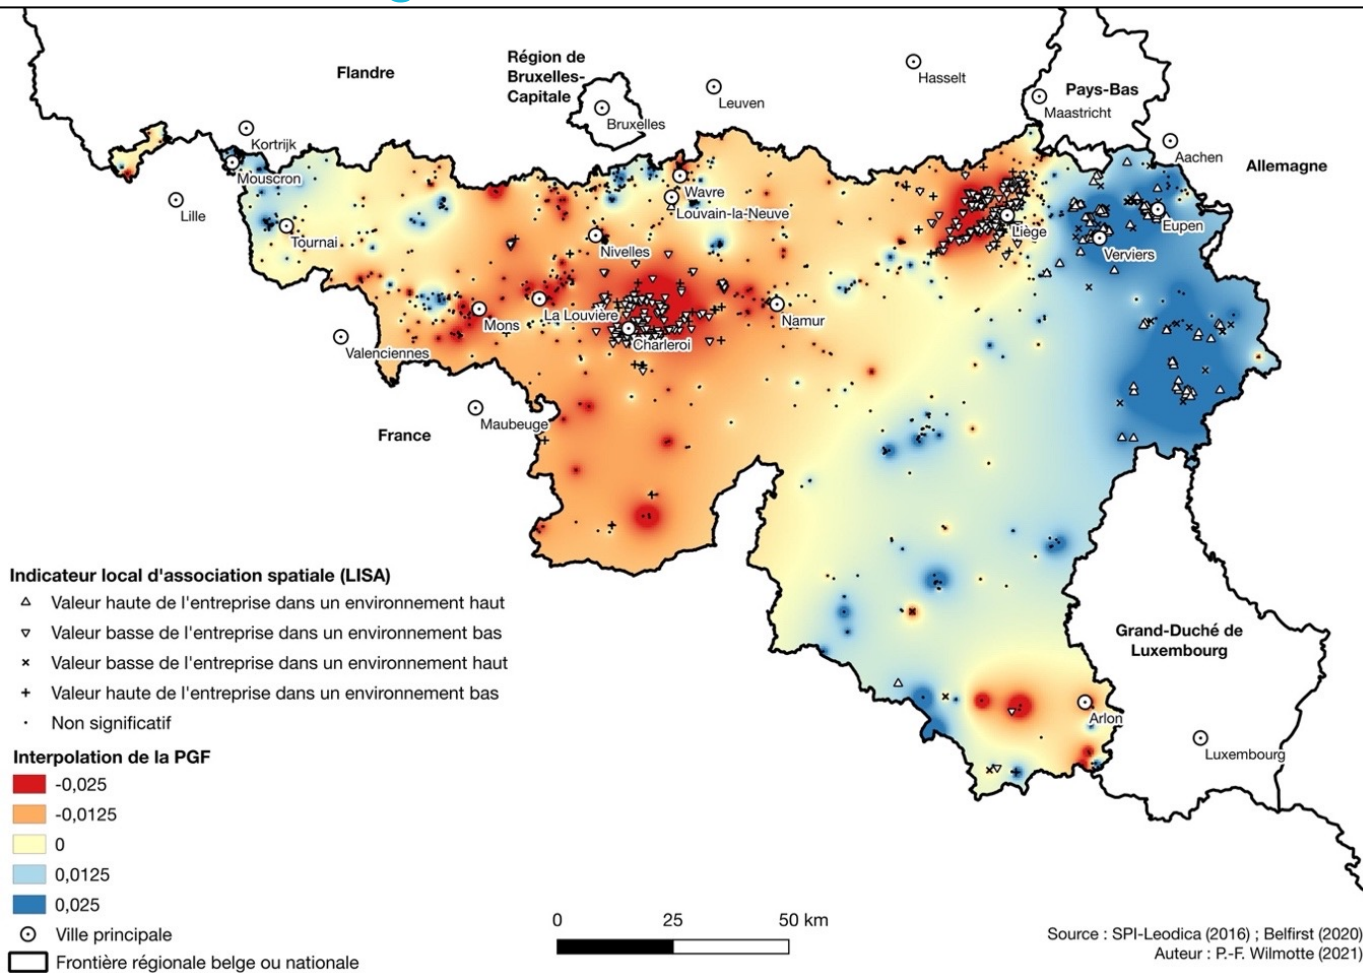 Flandre
Région de
Bruxelles-
Capitale
Bruxelles
Leuven
Hasselt
Pays-Bas
Maastricht
Aachen
Allemagne
Kortrijk
Mouscron
Lille
Tournai
Wavre
Louvain-la-Neuve
Nivelles
Liège
Eupen
Verviers
Mons
La Louvière
Charleroi
Namur
Valenciennes
Maubeuge
France
Grand-Duché de
Luxembourg
Arlon
Luxembourg
Indicateur local d'association spatiale (LISA)
Valeur haute de l'entreprise dans un environnement haut
Valeur basse de l'entreprise dans un environnement bas
Valeur basse de l'entreprise dans un environnement haut
Valeur haute de l'entreprise dans un environnement bas
Non significatif
Interpolation de la PGF
-0,025
-0,0125
0
0,0125
0,025
Ville principale
Frontière régionale belge ou nationale
0 25 50 km
Source : SPI-Leodica (2016) ; Belfirst (2020)
Auteur : P.-F. Wilmotte (2021)